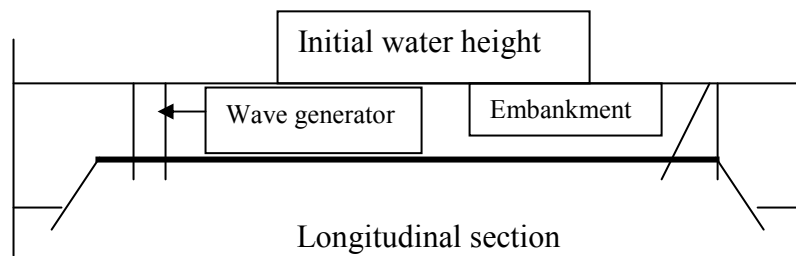 Initial water height
Wave generator
Embankment
Longitudinal section